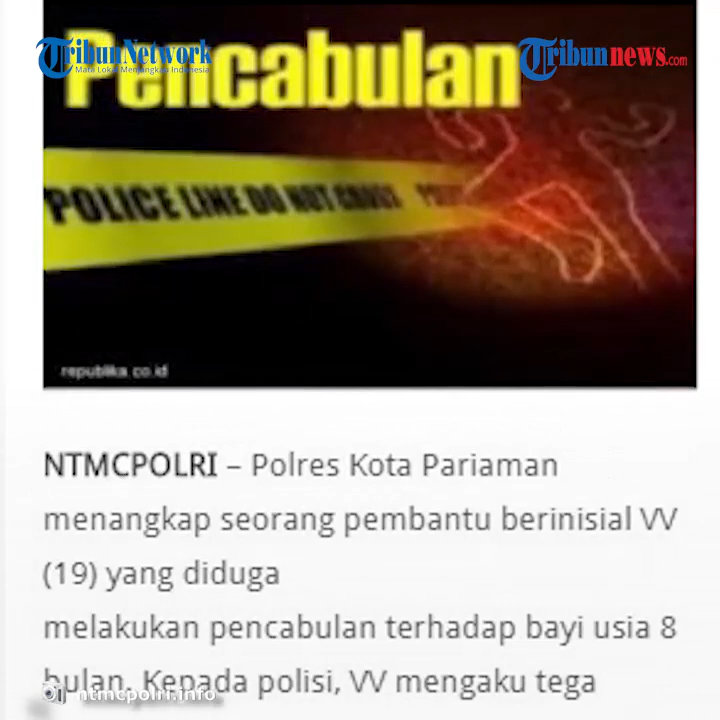 Pencabulan
TribunNetwork
Mata Lokal Menjangkau Indonesia
Tribunnews.com
POLICE LINE DO NOT CROSS
republika.co.id
NTMCPOLRI – Polres Kota Pariaman
menangkap seorang pembantu berinisial VV
(19) yang diduga
melakukan pencabulan terhadap bayi usia 8
bulan. Kepada polisi, VV mengaku tega
ntmcpolri.info